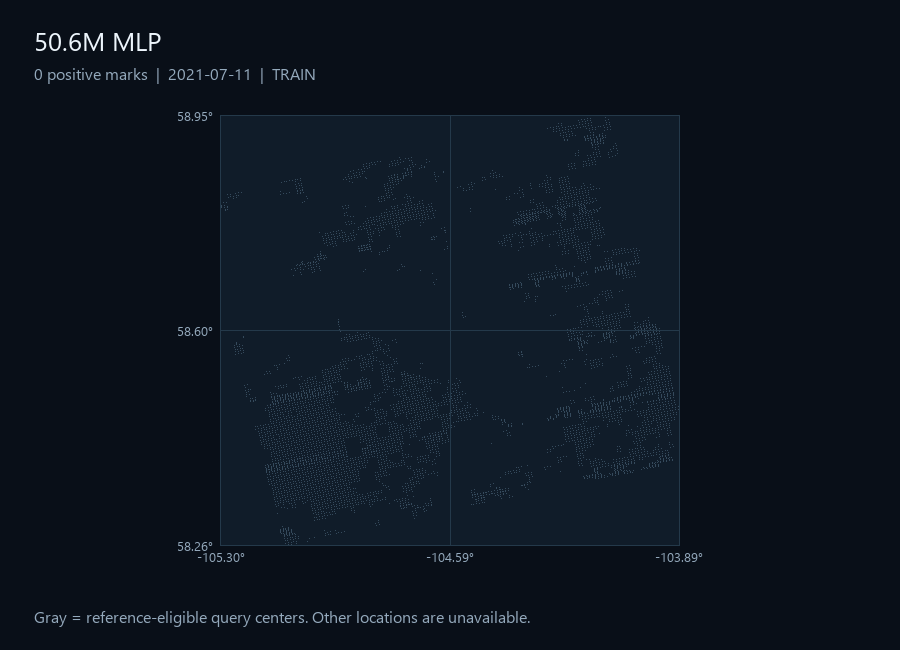 50.6M MLP
0 positive marks | 2021-07-11 | TRAIN
58.95°
58.60°
58.26°
-105.30°
-104.59°
-103.89°
Gray = reference-eligible query centers. Other locations are unavailable.